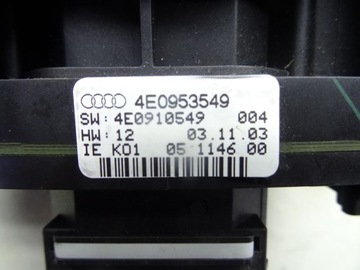 4E0953549
SW: 4E0910549 004
HW: 12 03.11.03
IE K01 05 1146 00